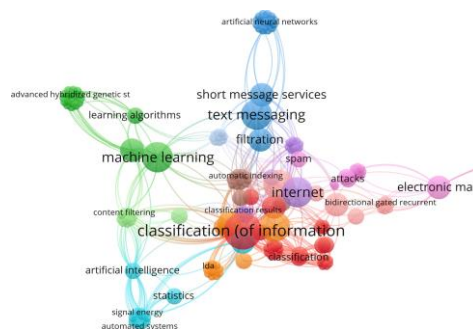 artificial neural networks
advanced hybridized genetic st
short message services
learning algorithms
text messaging
filtration
machine learning
spam
automatic indexing
attacks
internet
electronic ma
content filtering
classification results
bidirectional gated recurrent
classification (of information
artificial intelligence
lda
classification
statistics
signal energy
automated systems